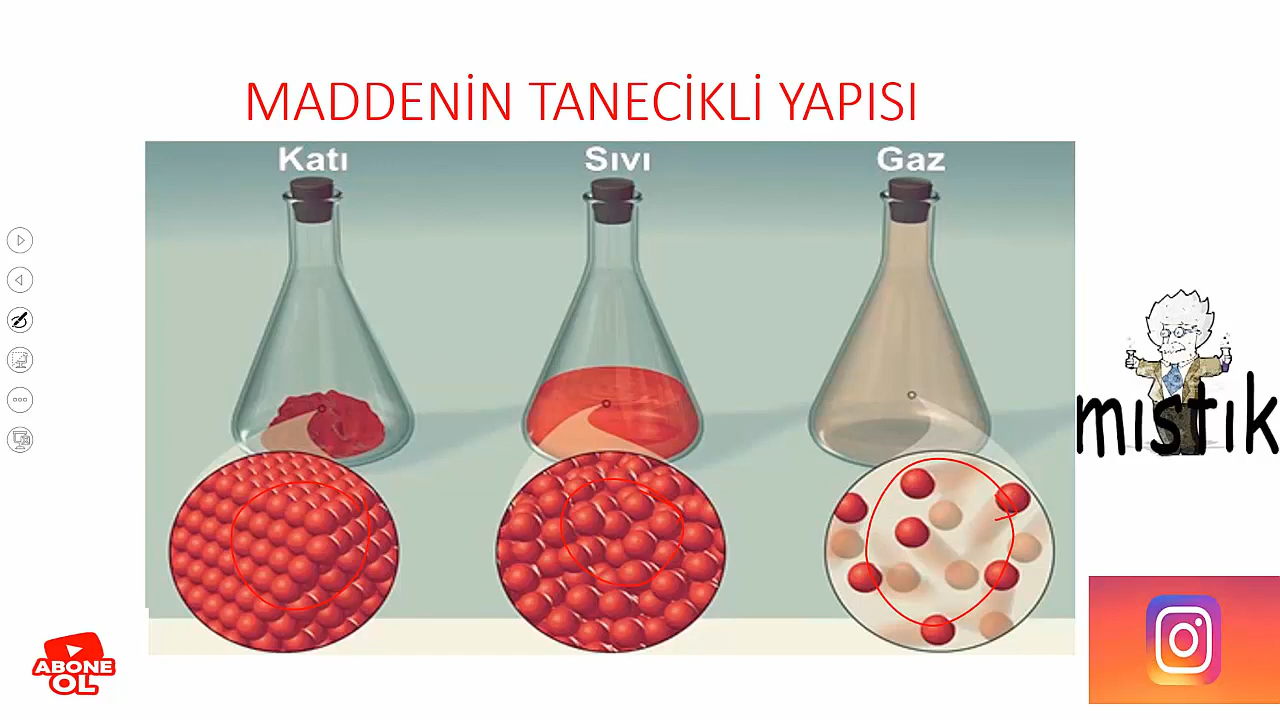 MADDENİN TANECİKLİ YAPISI
Katı
Sıvı
Gaz
mıstık
ABONE
OL